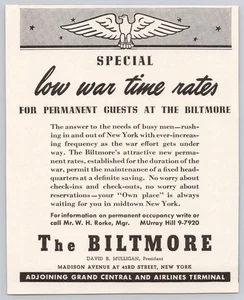 SPECIAL
low war time rates
FOR PERMANENT GUESTS AT THE BILTMORE
The answer to the needs of busy men—rush-
ing in and out of New York with ever-increas-
ing frequency as the war effort gets under
way. The Biltmore's attractive new perma-
nent rates, established for the duration of the
war, permit the maintenance of a fixed head-
quarters at a definite saving. No worry about
check-ins and check-outs, no worry about
reservations—your "Own place" is always
waiting for you in midtown New York.
For information on permanent occupancy write or
call Mr. W. H. Rorke, Mgr. MUrray Hill 9-7920
The BILTMORE
DAVID B. MULLIGAN, President
MADISON AVENUE AT 43RD STREET, NEW YORK
ADJOINING GRAND CENTRAL AND AIRLINES TERMINAL